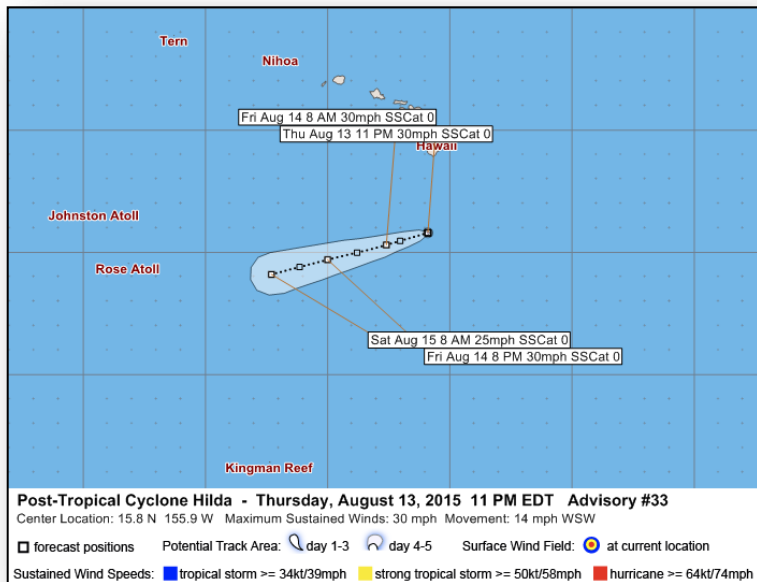 Tern
Nihoa
Fri Aug 14 8 AM 30mph SSCat 0
Thu Aug 13 11 PM 30mph SSCat 0
Hawaii
Johnston Atoll
Rose Atoll
Sat Aug 15 8 AM 25mph SSCat 0
Fri Aug 14 8 PM 30mph SSCat 0
Kingman Reef
Post-Tropical Cyclone Hilda - Thursday, August 13, 2015 11 PM EDT Advisory #33
Center Location: 15.8 N 155.9 W Maximum Sustained Winds: 30 mph Movement: 14 mph WSW
forecast positions Potential Track Area: day 1-3 day 4-5 Surface Wind Field: at current location
Sustained Wind Speeds: tropical storm >= 34kt/39mph strong tropical storm >= 50kt/58mph hurricane >= 64kt/74mph